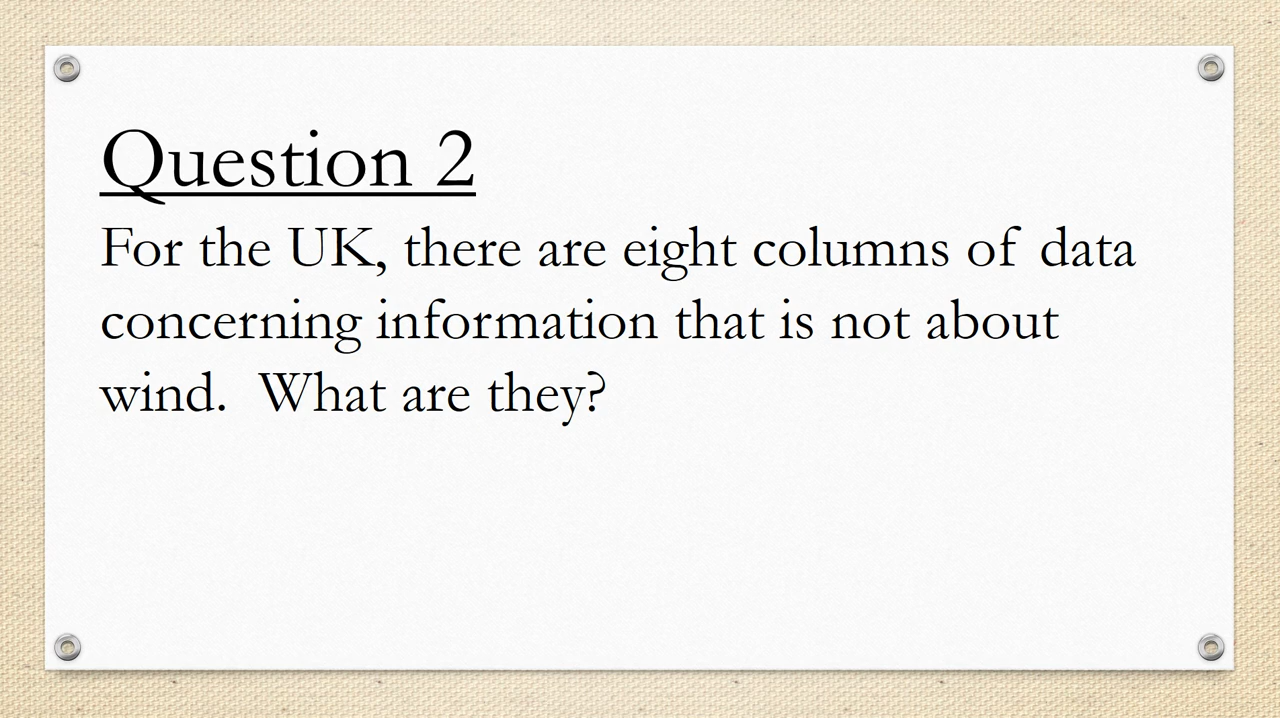 Question 2
For the UK, there are eight columns of data
concerning information that is not about
wind.  What are they?